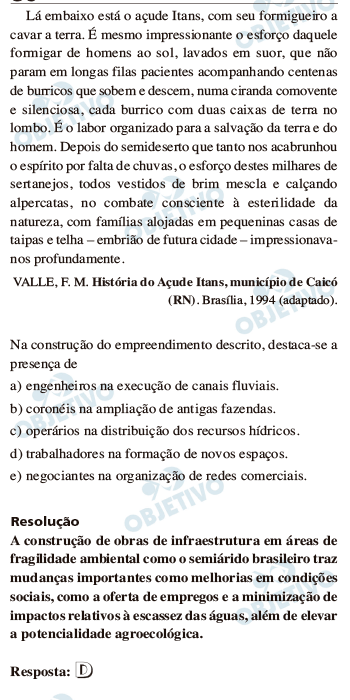 Lá embaixo está o açude Itans, com seu formigueiro a
cavar a terra. É mesmo impressionante o esforço daquele
formigar de homens ao sol, lavados em suor, que não
param em longas filas pacientes acompanhando centenas
de burricos que sobem e descem, numa ciranda comovente
e silenciosa, cada burrico com duas caixas de terra no
lombo. É o labor organizado para a salvação da terra e do
homem. Depois do semideserto que tanto nos acabrunhou
o espírito por falta de chuvas, o esforço destes milhares de
sertanejos, todos vestidos de brim mescla e calçando
alpercatas, no combate consciente à esterilidade da
natureza, com famílias alojadas em pequeninas casas de
taipas e telha – embrião de futura cidade – impressionava-
nos profundamente.
VALLE, F. M. História do Açude Itans, município de Caicó
(RN). Brasília, 1994 (adaptado).
Na construção do empreendimento descrito, destaca-se a
presença de
a) engenheiros na execução de canais fluviais.
b) coronéis na ampliação de antigas fazendas.
c) operários na distribuição dos recursos hídricos.
d) trabalhadores na formação de novos espaços.
e) negociantes na organização de redes comerciais.
Resolução
A construção de obras de infraestrutura em áreas de
fragilidade ambiental como o semiárido brasileiro traz
mudanças importantes como melhorias em condições
sociais, como a oferta de empregos e a minimização de
impactos relativos à escassez das águas, além de elevar
a potencialidade agroecológica.
Resposta: D
OBJETIVO
OBJETIVO
OBJETIVO
OBJETIVO
OBJETIVO
OBJETIVO
OBJETIVO
OBJETIVO
OBJETIVO